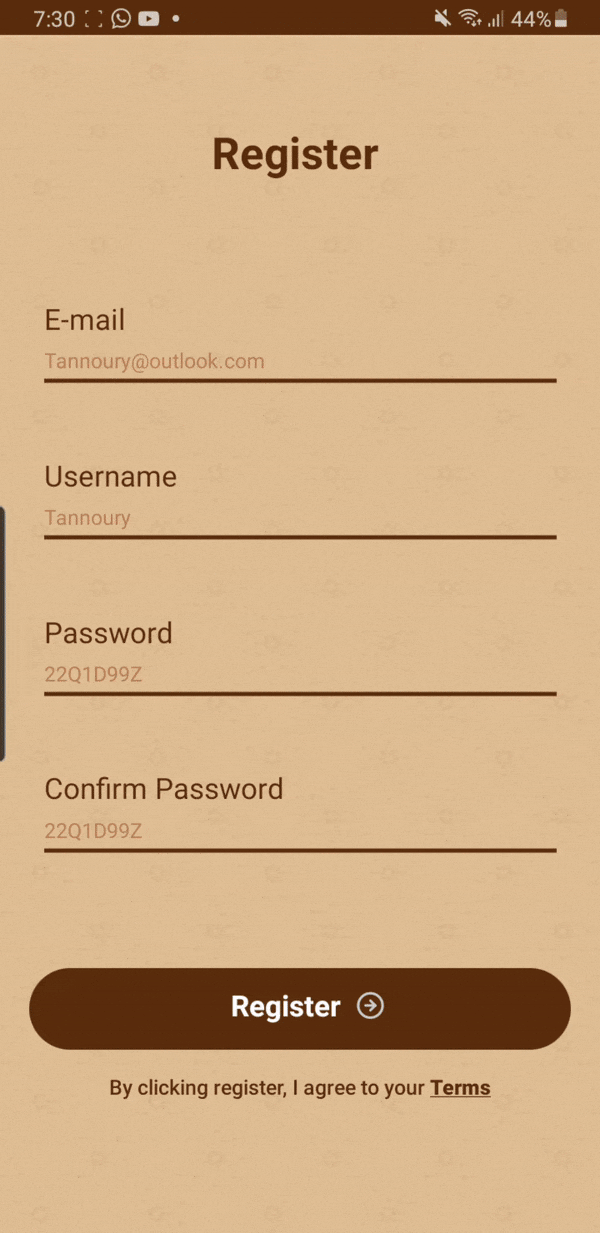 7:30 44%
Register
E-mail
Tannoury@outlook.com
Username
Tannoury
Password
22Q1D99Z
Confirm Password
22Q1D99Z
Register
By clicking register, I agree to your Terms